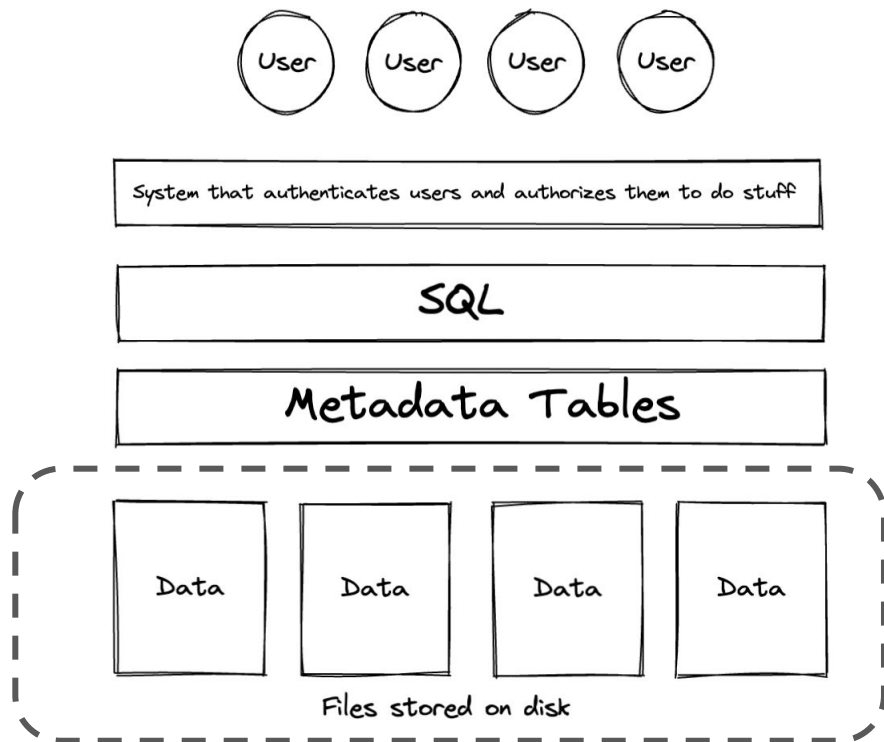 User User User User
System that authenticates users and authorizes them to do stuff
SQL
Metadata Tables
Data Data Data Data
Files stored on disk